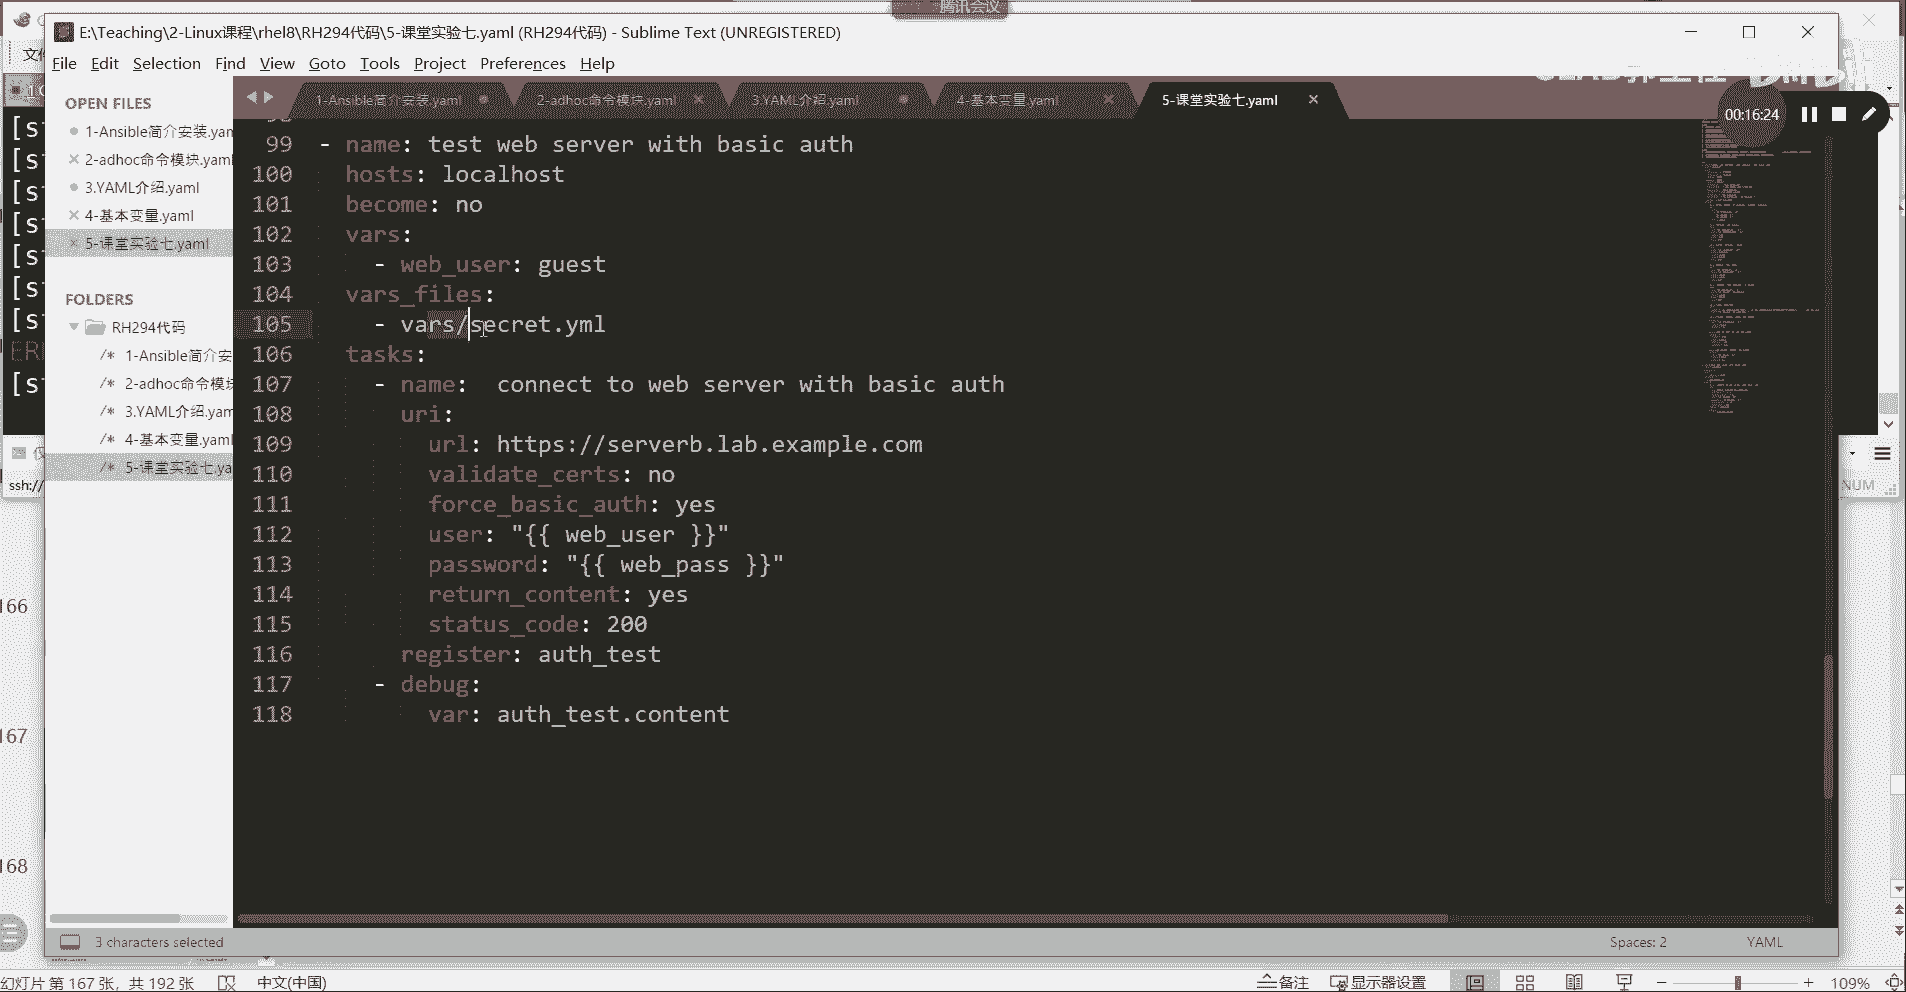 腾讯会议
E:\Teaching\2-Linux课程\rhel8\RH294代码\5-课堂实验七.yaml (RH294代码) - Sublime Text (UNREGISTERED)
File Edit Selection Find View Goto Tools Project Preferences Help
00:16:24
OPEN FILES
1-Ansible简介安装.yam
2-adhoc命令模块.yaml
3.YAML介绍.yaml
4-基本变量.yaml
5-课堂实验七.yaml
FOLDERS
RH294代码
/* 1-Ansible简介安
/* 2-adhoc命令模块
/* 3.YAML介绍.yam
/* 4-基本变量.yaml
/* 5-课堂实验七.ya
1-Ansible简介安装.yaml 2-adhoc命令模块.yaml 3.YAML介绍.yaml 4-基本变量.yaml 5-课堂实验七.yaml
99 - name: test web server with basic auth
100 hosts: localhost
101 become: no
102 vars:
103 - web_user: guest
104 vars_files:
105 - vars/secret.yml
106 tasks:
107 - name:  connect to web server with basic auth
108 uri:
109 url: https://serverb.lab.example.com
110 validate_certs: no
111 force_basic_auth: yes
112 user: "{{ web_user }}"
113 password: "{{ web_pass }}"
114 return_content: yes
115 status_code: 200
116 register: auth_test
117 - debug:
118 var: auth_test.content
ssh://
NUM
166
167
168
3 characters selected
Spaces: 2 YAML
幻灯片 第 167 张，共 192 张 中文(中国) 备注 显示器设置 109%